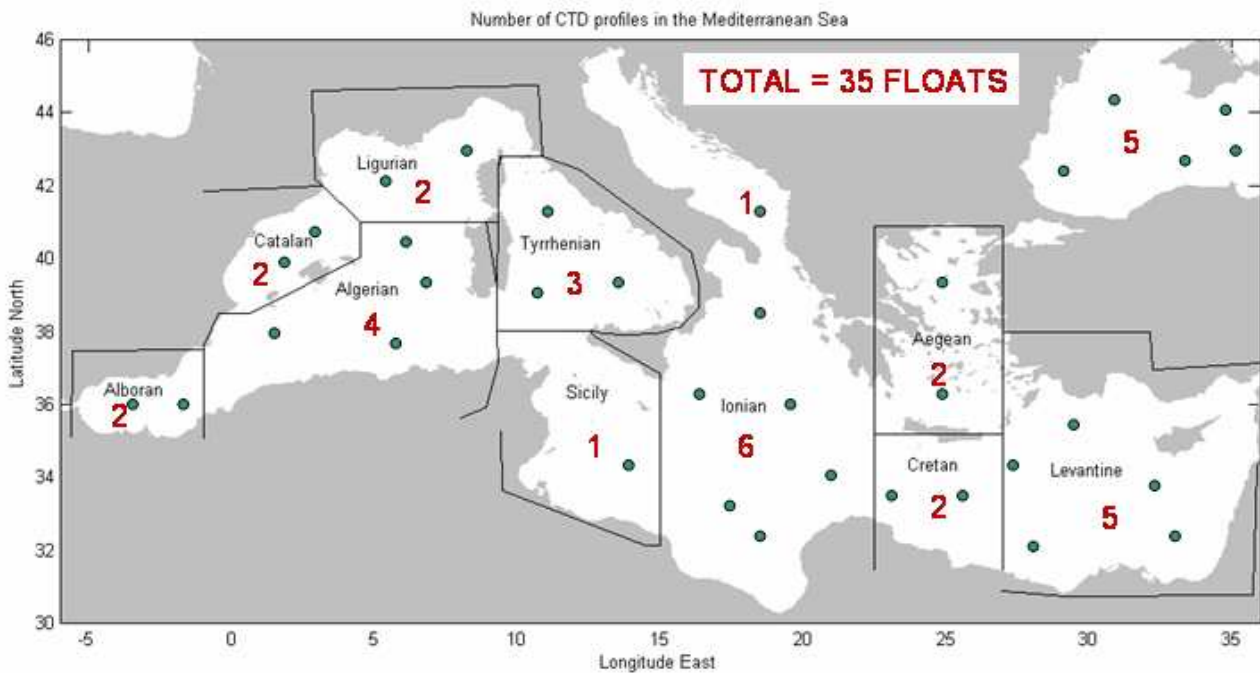 Number of CTD profiles in the Mediterranean Sea
TOTAL = 35 FLOATS
46
44
42
40
38
36
34
32
30
Latitude North
Ligurian
2
5
1
Catalan
2
Tyrrhenian
3
Algerian
4
Aegean
2
Alboran
2
Sicily
1
Ionian
6
Cretan
2
Levantine
5
-5
0
5
10
15
20
25
30
35
Longitude East